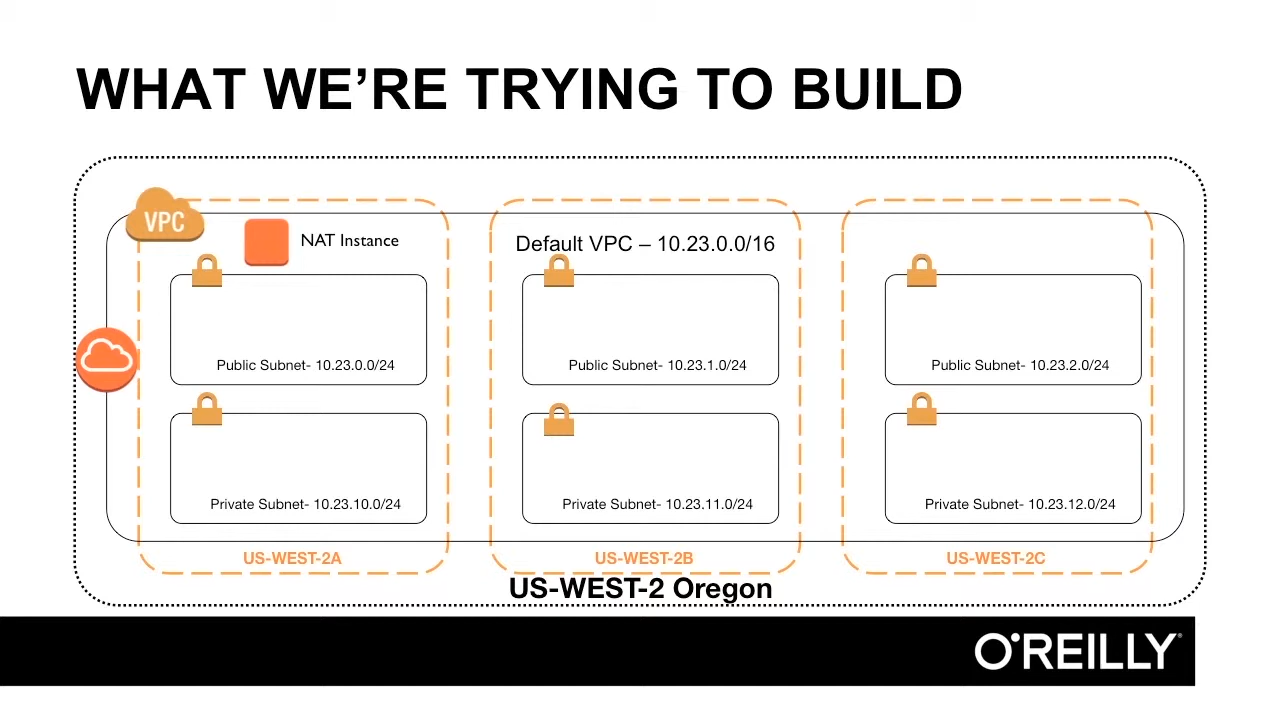 WHAT WE’RE TRYING TO BUILD
VPC
NAT Instance
Default VPC – 10.23.0.0/16
Public Subnet- 10.23.0.0/24
Public Subnet- 10.23.1.0/24
Public Subnet- 10.23.2.0/24
Private Subnet- 10.23.10.0/24
Private Subnet- 10.23.11.0/24
Private Subnet- 10.23.12.0/24
US-WEST-2A
US-WEST-2B
US-WEST-2C
US-WEST-2 Oregon
O'REILLY®